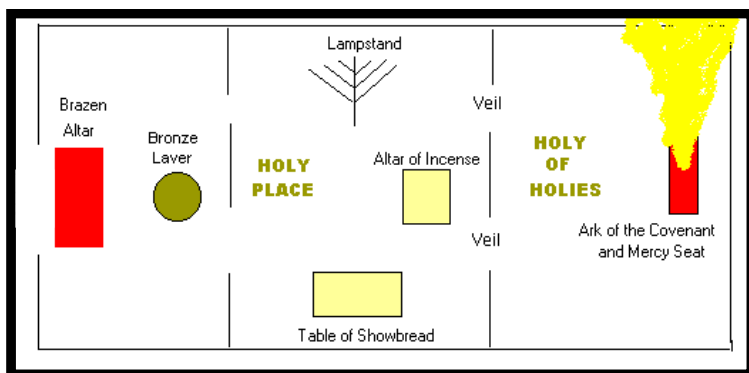 Lampstand
Brazen
Altar
Bronze
Laver
HOLY
PLACE
Altar of Incense
Table of Showbread
Veil
Veil
HOLY
OF
HOLIES
Ark of the Covenant
and Mercy Seat